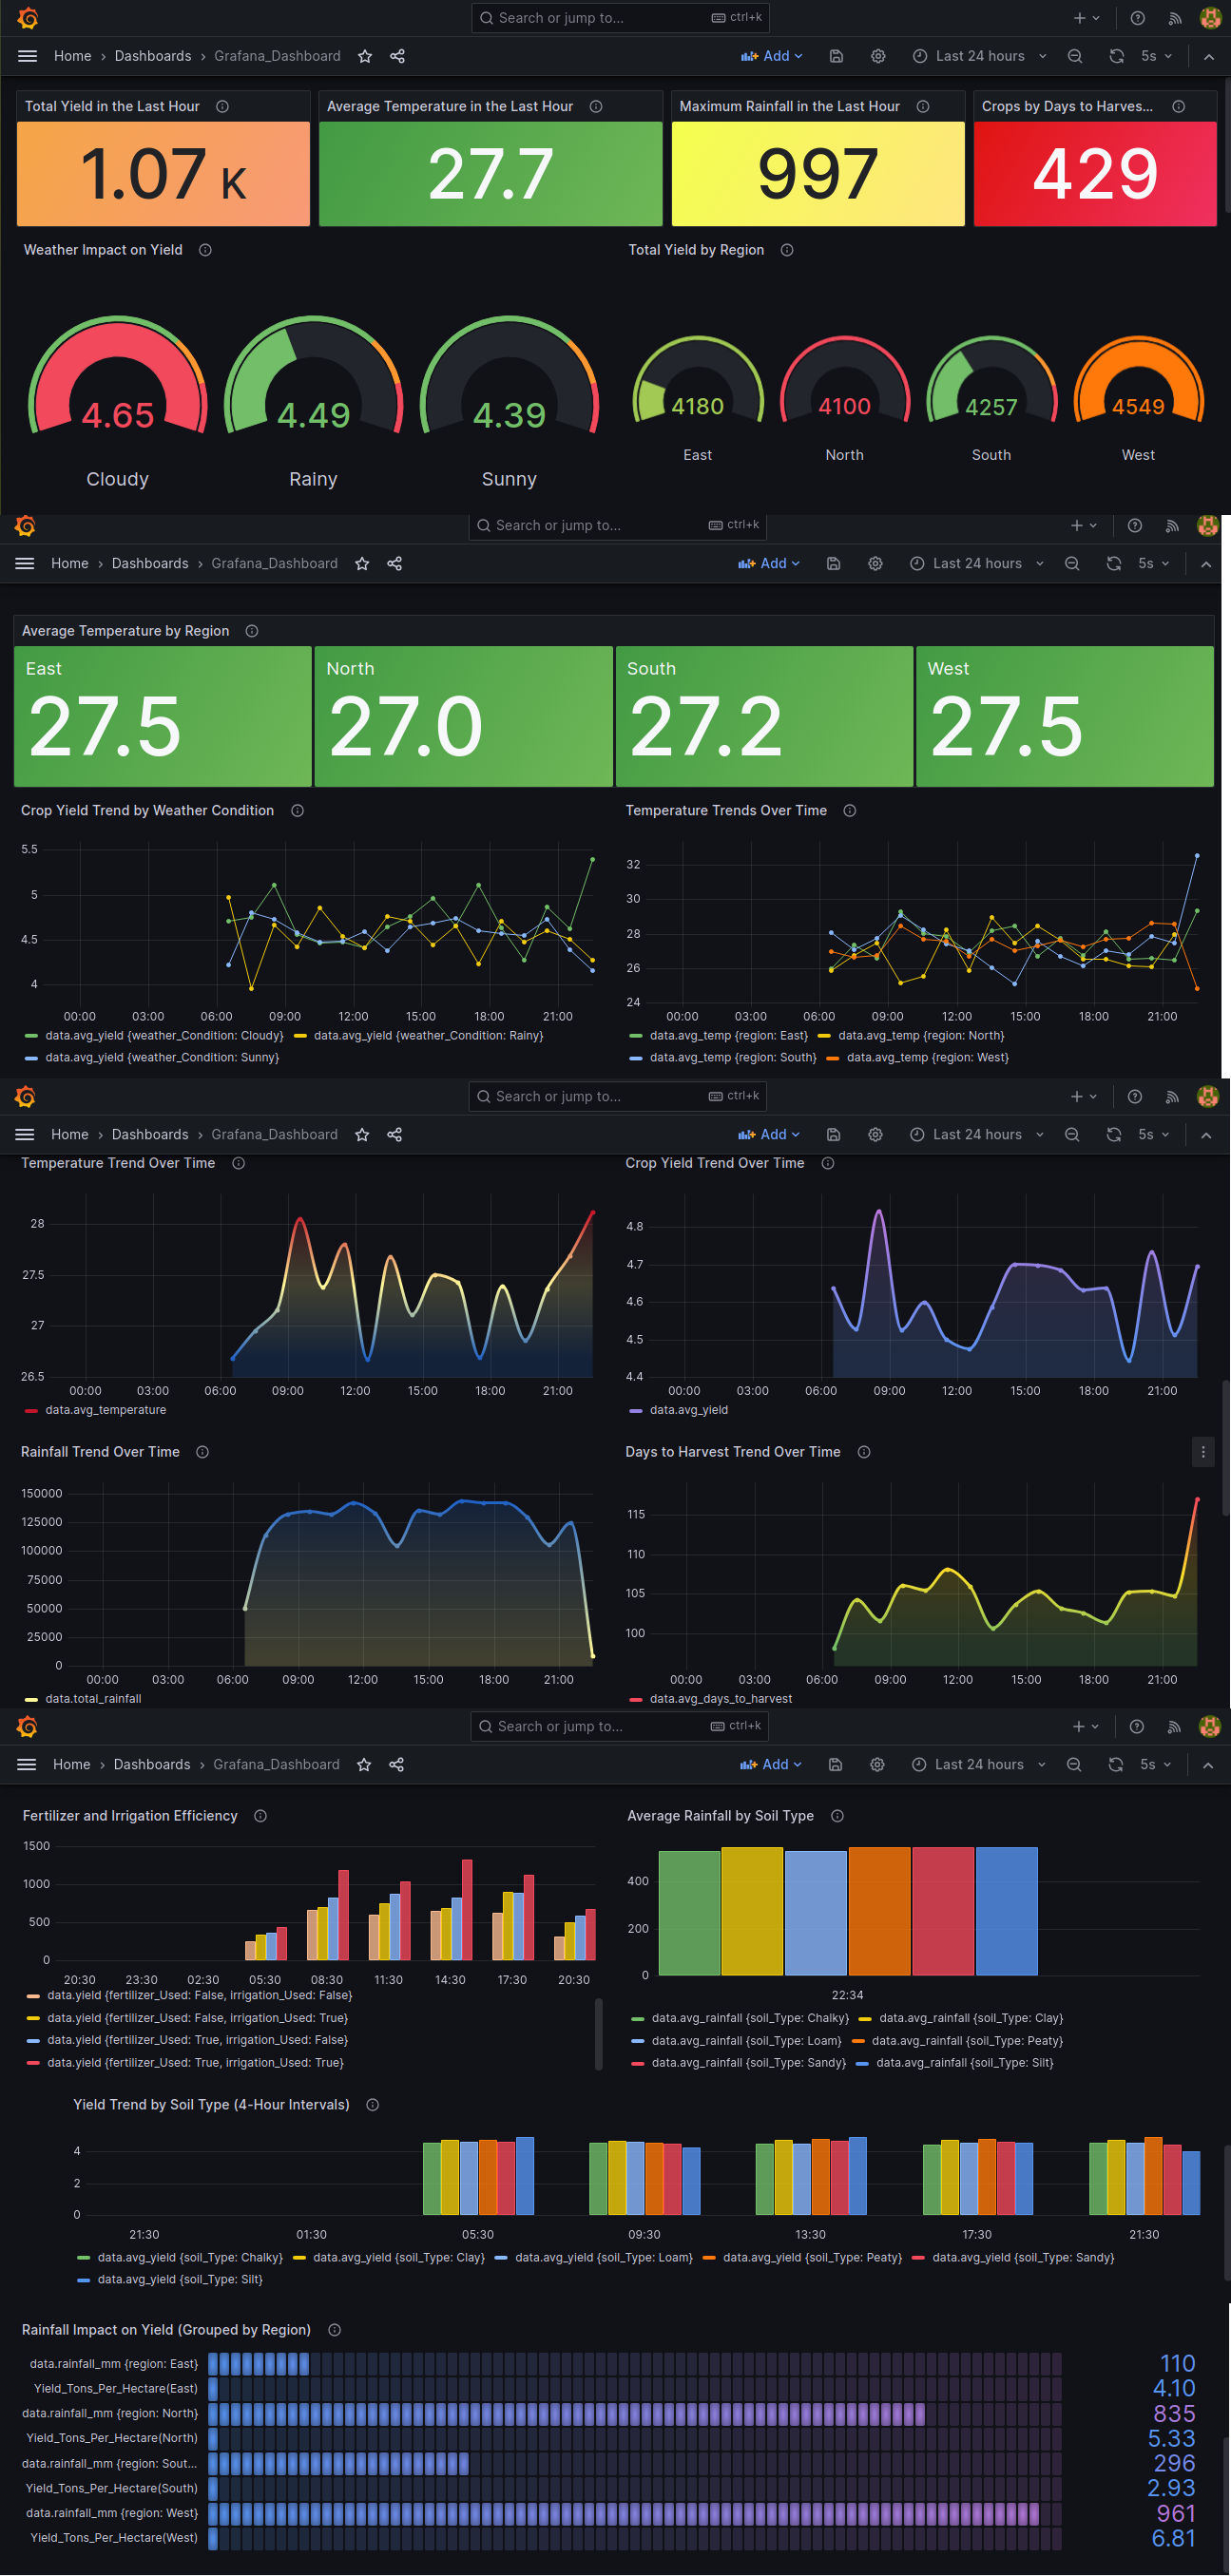 Search or jump to... ctrl+k
Home › Dashboards › Grafana_Dashboard Add Last 24 hours 5s
Total Yield in the Last Hour Average Temperature in the Last Hour Maximum Rainfall in the Last Hour Crops by Days to Harves...
1.07 K 27.7 997 429
Weather Impact on Yield Total Yield by Region
4.65 4.49 4.39 4180 4100 4257 4549
East North South West
Cloudy Rainy Sunny
Search or jump to... ctrl+k
Home › Dashboards › Grafana_Dashboard Add Last 24 hours 5s
Average Temperature by Region
East North South West
27.5 27.0 27.2 27.5
Crop Yield Trend by Weather Condition Temperature Trends Over Time
5.5
5
4.5
4
00:00 03:00 06:00 09:00 12:00 15:00 18:00 21:00
data.avg_yield {weather_Condition: Cloudy} data.avg_yield {weather_Condition: Rainy}
data.avg_yield {weather_Condition: Sunny}
32
30
28
26
24
00:00 03:00 06:00 09:00 12:00 15:00 18:00 21:00
data.avg_temp {region: East} data.avg_temp {region: North}
data.avg_temp {region: South} data.avg_temp {region: West}
Search or jump to... ctrl+k
Home › Dashboards › Grafana_Dashboard Add Last 24 hours 5s
Temperature Trend Over Time Crop Yield Trend Over Time
28
27.5
27
26.5
00:00 03:00 06:00 09:00 12:00 15:00 18:00 21:00
data.avg_temperature
4.8
4.7
4.6
4.5
4.4
00:00 03:00 06:00 09:00 12:00 15:00 18:00 21:00
data.avg_yield
Rainfall Trend Over Time Days to Harvest Trend Over Time
150000
125000
100000
75000
50000
25000
0
00:00 03:00 06:00 09:00 12:00 15:00 18:00 21:00
data.total_rainfall
115
110
105
100
00:00 03:00 06:00 09:00 12:00 15:00 18:00 21:00
data.avg_days_to_harvest
Search or jump to... ctrl+k
Home › Dashboards › Grafana_Dashboard Add Last 24 hours 5s
Fertilizer and Irrigation Efficiency Average Rainfall by Soil Type
1500
1000
500
0
20:30 23:30 02:30 05:30 08:30 11:30 14:30 17:30 20:30
data.yield {fertilizer_Used: False, irrigation_Used: False}
data.yield {fertilizer_Used: False, irrigation_Used: True}
data.yield {fertilizer_Used: True, irrigation_Used: False}
data.yield {fertilizer_Used: True, irrigation_Used: True}
400
200
0
22:34
data.avg_rainfall {soil_Type: Chalky} data.avg_rainfall {soil_Type: Clay}
data.avg_rainfall {soil_Type: Loam} data.avg_rainfall {soil_Type: Peaty}
data.avg_rainfall {soil_Type: Sandy} data.avg_rainfall {soil_Type: Silt}
Yield Trend by Soil Type (4-Hour Intervals)
4
2
0
21:30 01:30 05:30 09:30 13:30 17:30 21:30
data.avg_yield {soil_Type: Chalky} data.avg_yield {soil_Type: Clay} data.avg_yield {soil_Type: Loam} data.avg_yield {soil_Type: Peaty} data.avg_yield {soil_Type: Sandy}
data.avg_yield {soil_Type: Silt}
Rainfall Impact on Yield (Grouped by Region)
data.rainfall_mm {region: East} 110
Yield_Tons_Per_Hectare(East) 4.10
data.rainfall_mm {region: North} 835
Yield_Tons_Per_Hectare(North) 5.33
data.rainfall_mm {region: Sout... 296
Yield_Tons_Per_Hectare(South) 2.93
data.rainfall_mm {region: West} 961
Yield_Tons_Per_Hectare(West) 6.81